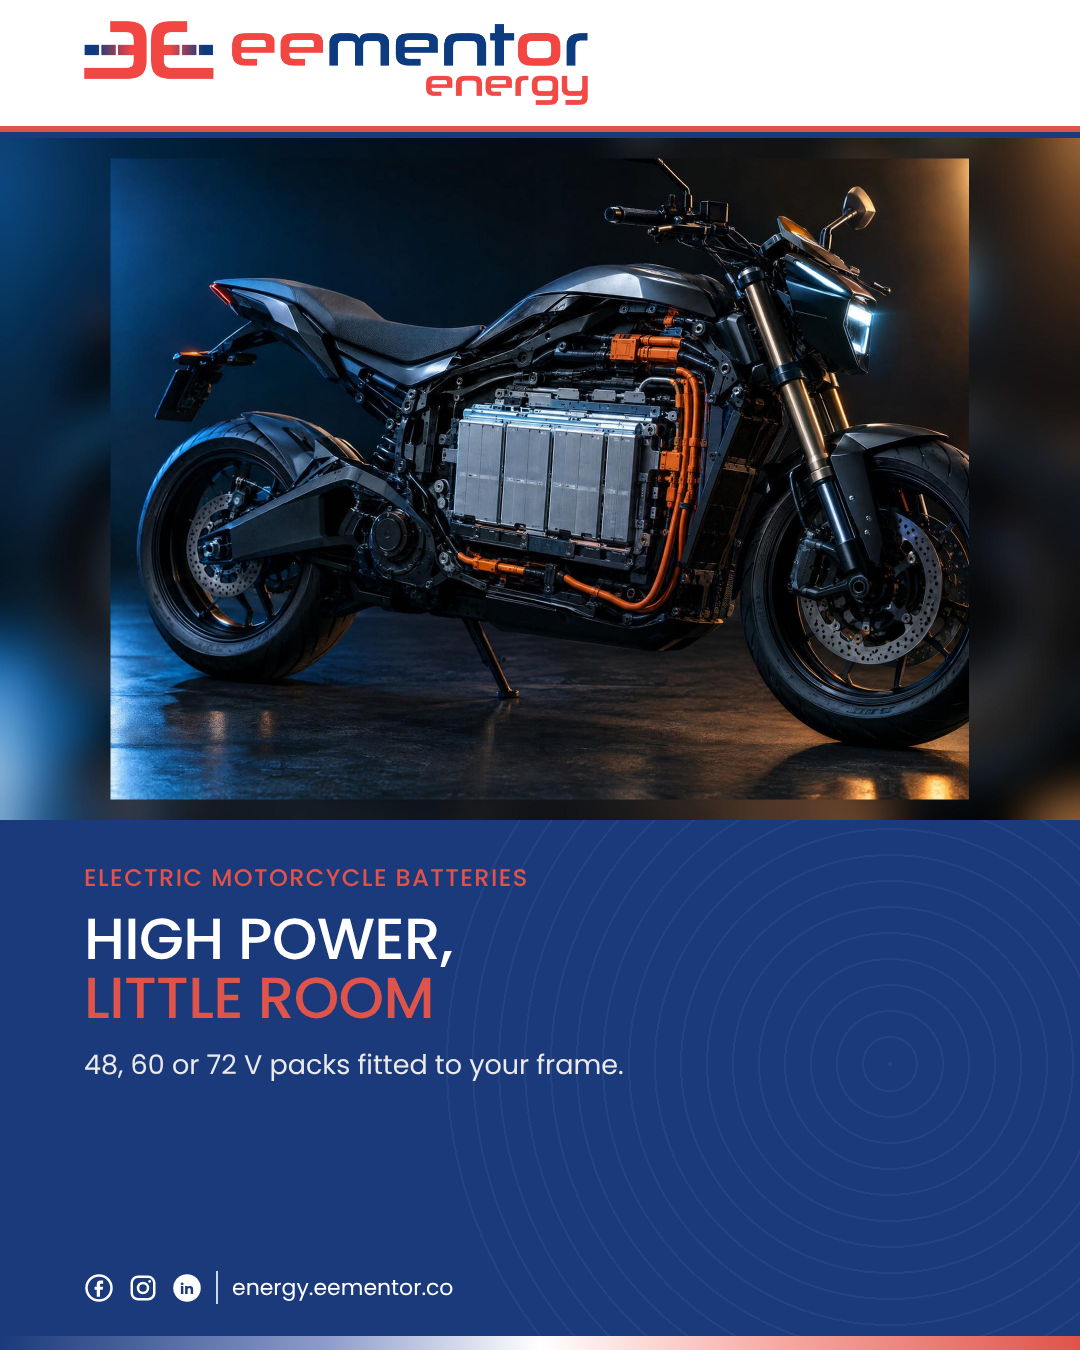 eementor
energy
ELECTRIC MOTORCYCLE BATTERIES
HIGH POWER,
LITTLE ROOM
48, 60 or 72 V packs fitted to your frame.
energy.eementor.co